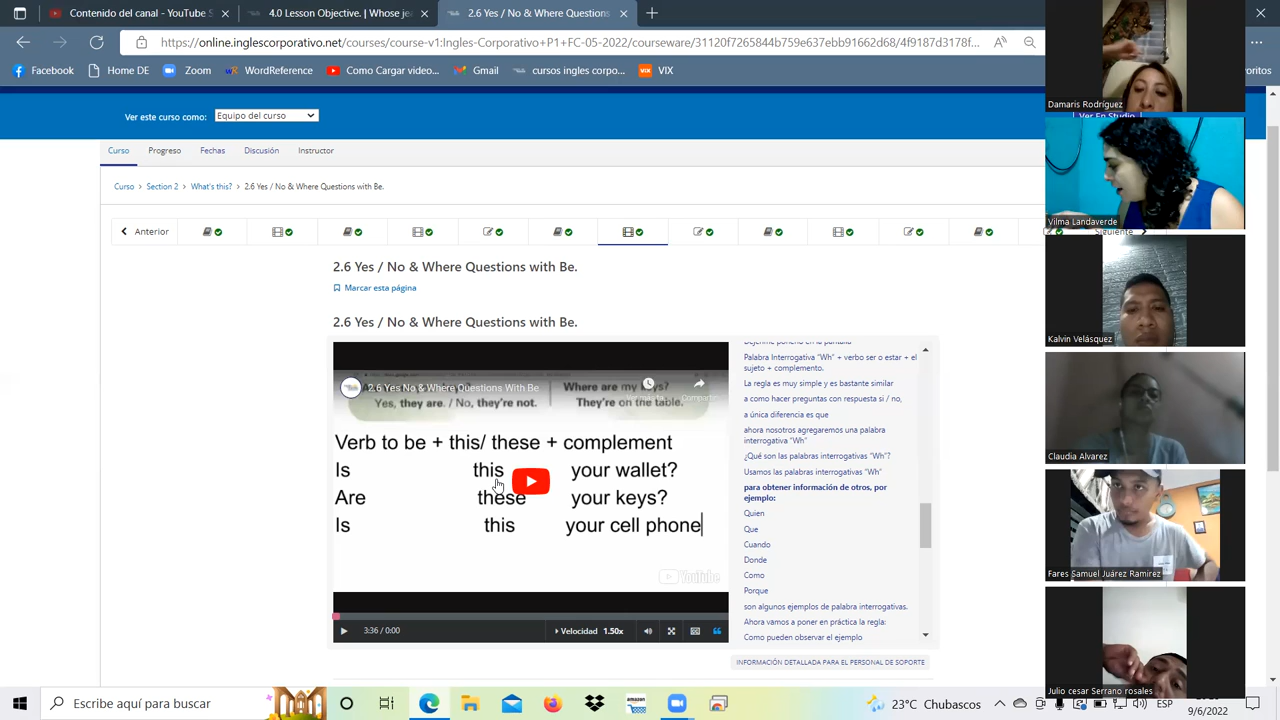 4/ No Question - 1 | Whose jea
2.6 Yes / No & Where Questions
https://online.inglescorporativo.net/courses/course-v1:Ingles-Corporativo+P1+FC-05-2022/courseware/31120f7265844b759e637ebb91662d68/4f9187d3178f...
Facebook
Home DE
Zoom
WordReference
Como Cargar video...
Gmail
cursos ingles corpo...
VIX
avoritos
Ver este curso como:
Equipo del curso
Ver En Studio
Curso
Progreso
Fechas
Discusión
Instructor
Curso > Section 2 > What's this? > 2.6 Yes / No & Where Questions with Be.
Anterior
Siguiente
2.6 Yes / No & Where Questions with Be.
Marcar esta página
2.6 Yes / No & Where Questions with Be.
2.6 Yes No & Where Questions With Be
Where are my keys?
Yes, they are. / No, they're not.
They're on the table.
Verb to be + this/ these + complement
Is this your wallet?
Are these your keys?
Is this your cell phone
YouTube
3:36 / 0:00
Velocidad 1.50x
Palabra Interrogativa "Wh" + verbo ser o estar + el
sujeto + complemento.
La regla es muy simple y es bastante similar
a como hacer preguntas con respuesta si / no,
a única diferencia es que
ahora nosotros agregaremos una palabra
interrogativa "Wh"
¿Qué son las palabras interrogativas "Wh"?
Usamos las palabras interrogativas "Wh"
para obtener información de otros, por
ejemplo:
Quien
Que
Cuando
Donde
Como
Porque
son algunos ejemplos de palabra interrogativas.
Ahora vamos a poner en práctica la regla:
Como pueden observar el ejemplo
INFORMACIÓN DETALLADA PARA EL PERSONAL DE SOPORTE
Damaris Rodríguez
Vilma Landaverde
Kalvin Velásquez
Claudia Alvarez
Fares Samuel Juárez Ramirez
Julio cesar Serrano rosales
Escribe aquí para buscar
amazon
23°C Chubascos
ESP
9/6/2022